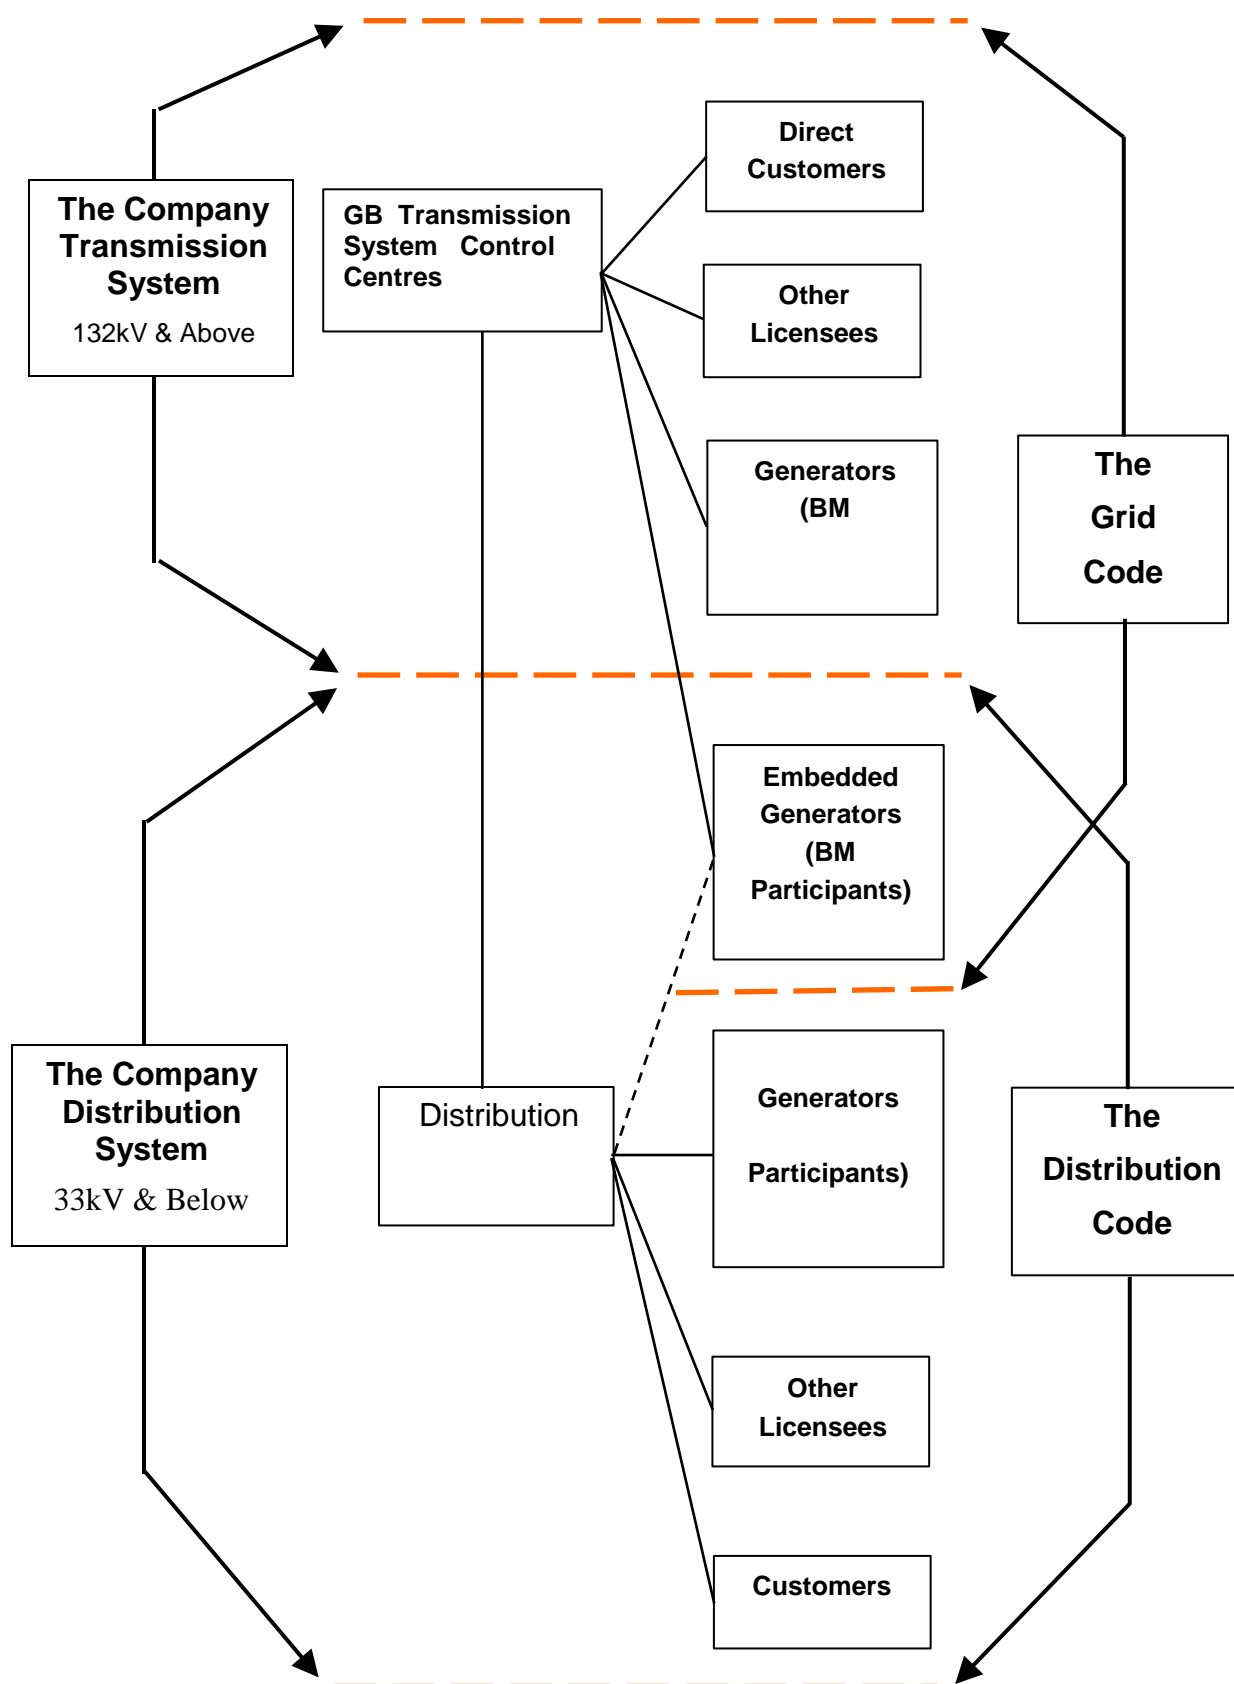 Direct
Customers
The Company
Transmission
System
132kV & Above
GB Transmission
System Control
Centres
Other
Licensees
Generators
(BM
The
Grid
Code
Embedded
Generators
(BM
Participants)
The Company
Distribution
System
33kV & Below
Distribution
Generators
Participants)
The
Distribution
Code
Other
Licensees
Customers